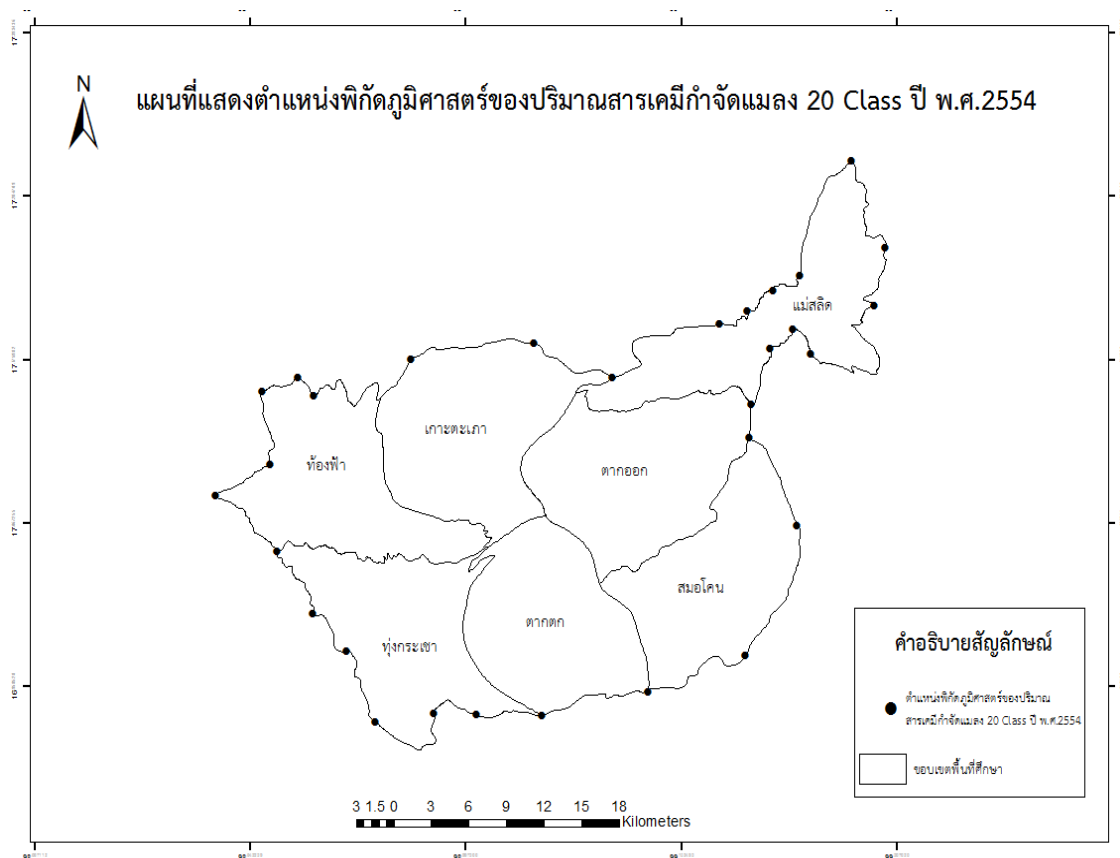 N
แผนที่แสดงตำแหน่งพิกัดภูมิศาสตร์ของปริมาณสารเคมีกำจัดแมลง 20 Class ปี พ.ศ.2554
แม่สลิด
เกาะตะเภา
ท้องฟ้า
ตากออก
สมอโคน
ตากตก
ทุ่งกระเชา
คำอธิบายสัญลักษณ์
ตำแหน่งพิกัดภูมิศาสตร์ของปริมาณ
สารเคมีกำจัดแมลง 20 Class ปี พ.ศ.2554
ขอบเขตพื้นที่ศึกษา
3 1.5 0 3 6 9 12 15 18
Kilometers